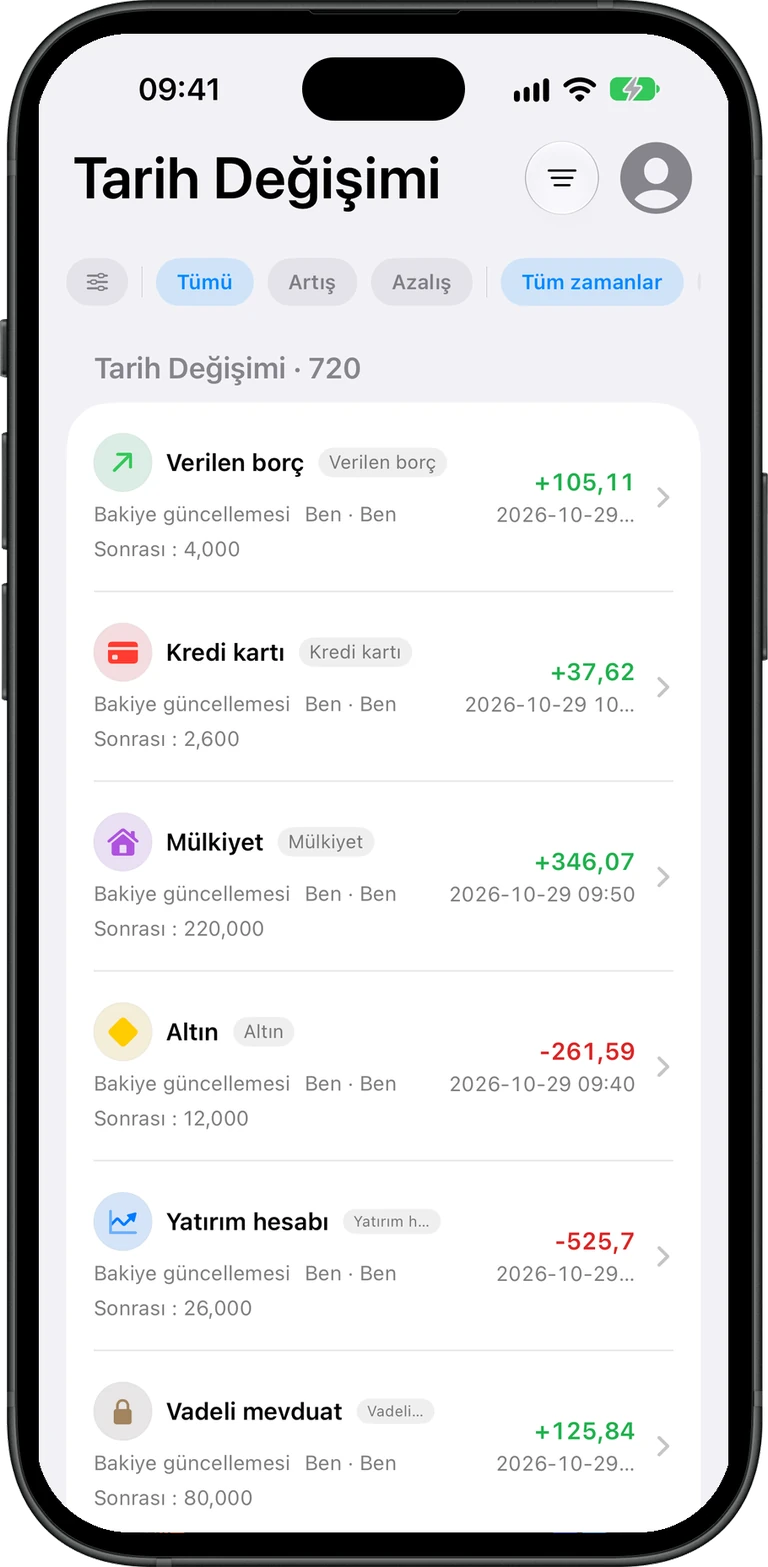 09:41
Tarih Değişimi
Tümü Artış Azalış Tüm zamanlar
Tarih Değişimi · 720
Verilen borç Verilen borç
+105,11
Bakiye güncellemesi Ben · Ben 2026-10-29...
Sonrası : 4,000
Kredi kartı Kredi kartı
+37,62
Bakiye güncellemesi Ben · Ben 2026-10-29 10...
Sonrası : 2,600
Mülkiyet Mülkiyet
+346,07
Bakiye güncellemesi Ben · Ben 2026-10-29 09:50
Sonrası : 220,000
Altın Altın
-261,59
Bakiye güncellemesi Ben · Ben 2026-10-29 09:40
Sonrası : 12,000
Yatırım hesabı Yatırım h...
-525,7
Bakiye güncellemesi Ben · Ben 2026-10-29...
Sonrası : 26,000
Vadeli mevduat Vadeli...
+125,84
Bakiye güncellemesi Ben · Ben 2026-10-29...
Sonrası : 80,000